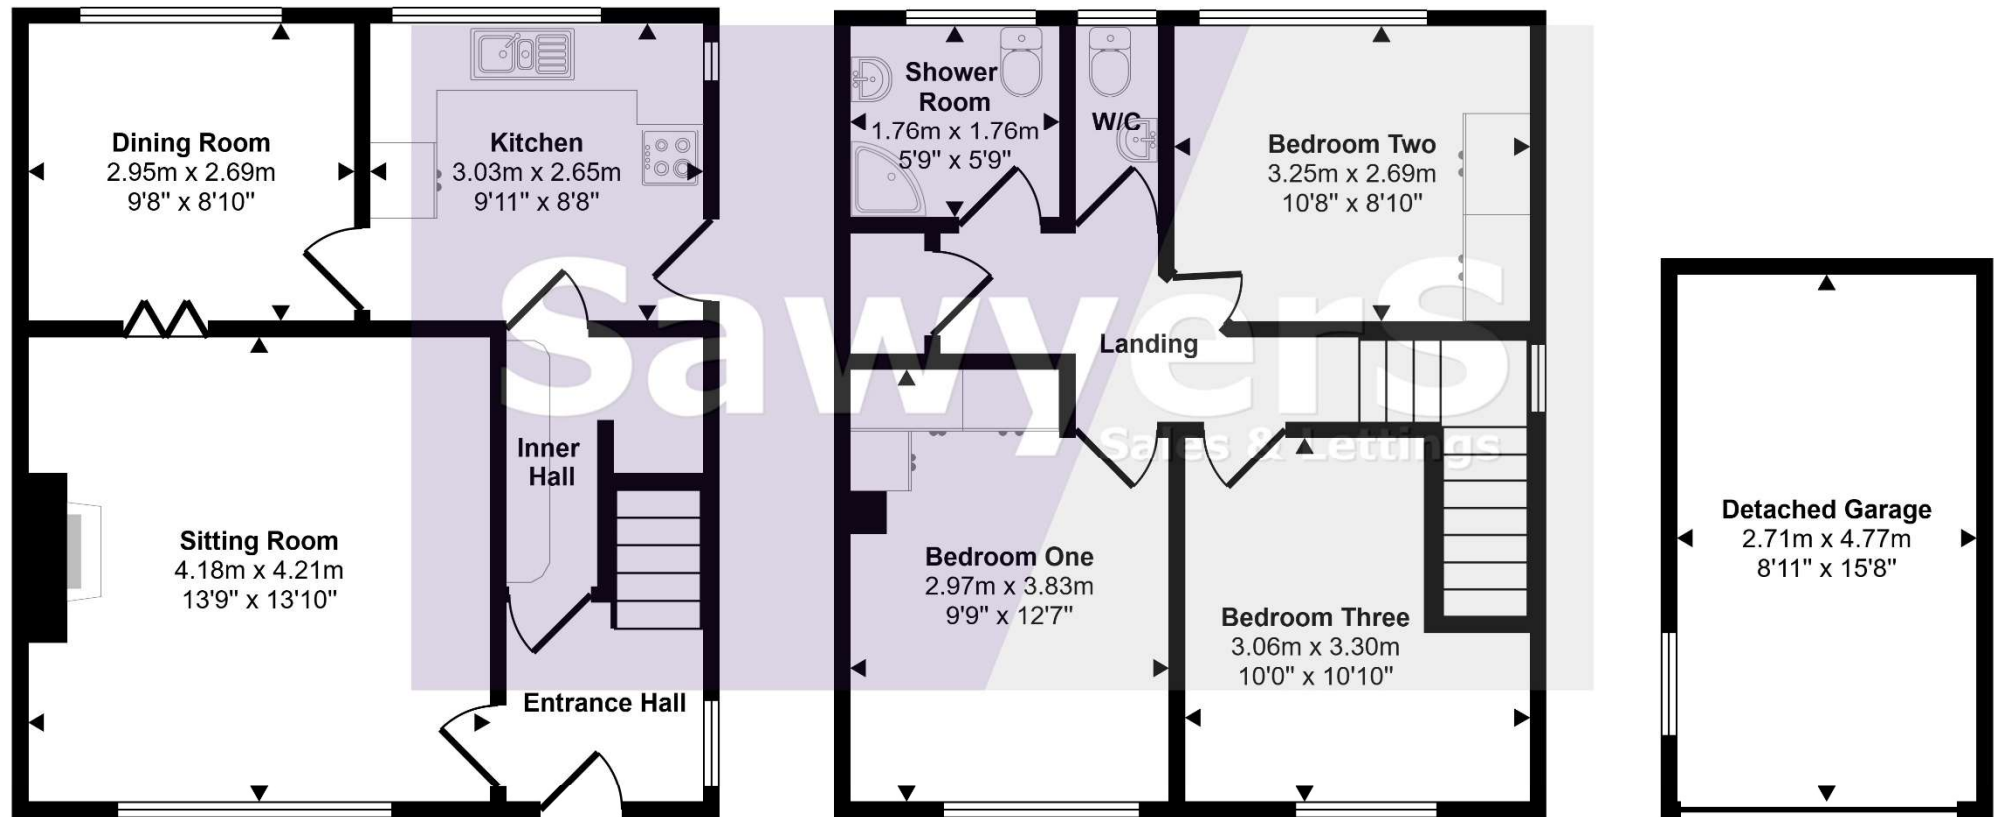 Dining Room
2.95m x 2.69m
9'8" x 8'10"
Kitchen
3.03m x 2.65m
9'11" x 8'8"
Sitting Room
4.18m x 4.21m
13'9" x 13'10"
Inner
Hall
Entrance Hall
Shower
Room
1.76m x 1.76m
5'9" x 5'9"
W/C
Bedroom Two
3.25m x 2.69m
10'8" x 8'10"
Landing
Bedroom One
2.97m x 3.83m
9'9" x 12'7"
Bedroom Three
3.06m x 3.30m
10'0" x 10'10"
Detached Garage
2.71m x 4.77m
8'11" x 15'8"
SawyerS
Sales & Lettings